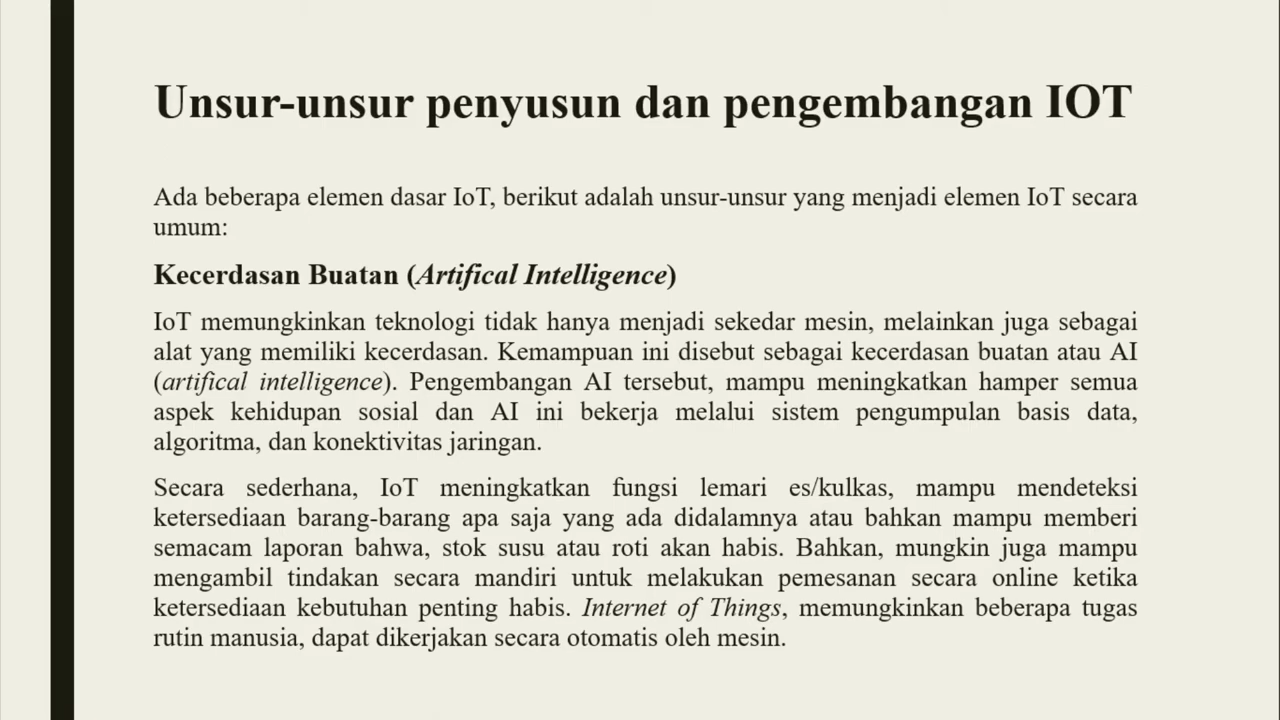 Unsur-unsur penyusun dan pengembangan IOT
Ada beberapa elemen dasar IoT, berikut adalah unsur-unsur yang menjadi elemen IoT secara
umum:
Kecerdasan Buatan (Artifical Intelligence)
IoT memungkinkan teknologi tidak hanya menjadi sekedar mesin, melainkan juga sebagai
alat yang memiliki kecerdasan. Kemampuan ini disebut sebagai kecerdasan buatan atau AI
(artifical intelligence). Pengembangan AI tersebut, mampu meningkatkan hamper semua
aspek kehidupan sosial dan AI ini bekerja melalui sistem pengumpulan basis data,
algoritma, dan konektivitas jaringan.
Secara sederhana, IoT meningkatkan fungsi lemari es/kulkas, mampu mendeteksi
ketersediaan barang-barang apa saja yang ada didalamnya atau bahkan mampu memberi
semacam laporan bahwa, stok susu atau roti akan habis. Bahkan, mungkin juga mampu
mengambil tindakan secara mandiri untuk melakukan pemesanan secara online ketika
ketersediaan kebutuhan penting habis. Internet of Things, memungkinkan beberapa tugas
rutin manusia, dapat dikerjakan secara otomatis oleh mesin.